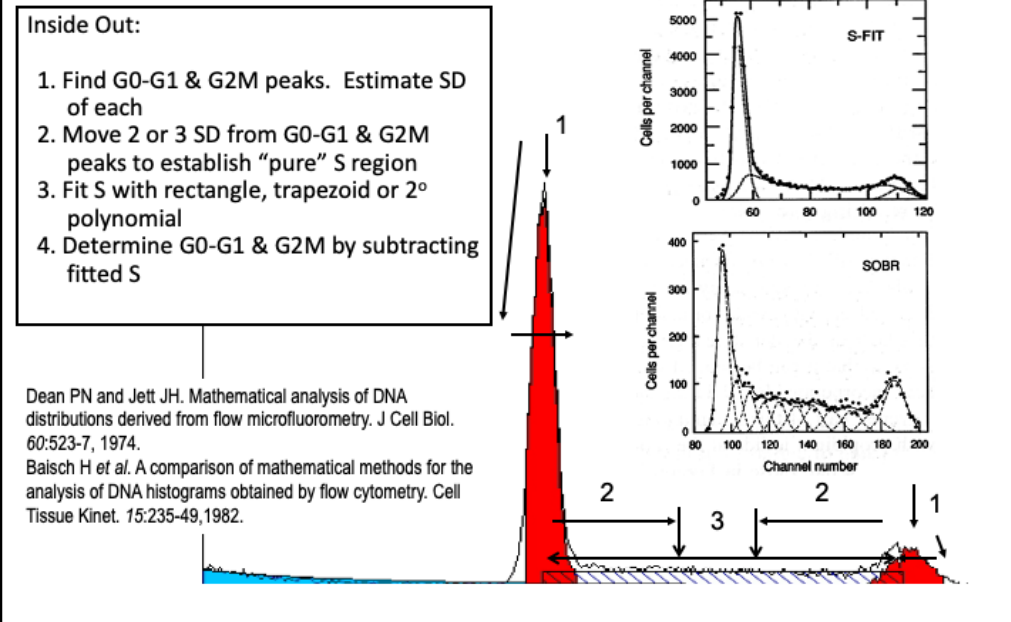 Inside Out:
1. Find G0-G1 & G2M peaks. Estimate SD
of each
2. Move 2 or 3 SD from G0-G1 & G2M
peaks to establish “pure” S region
3. Fit S with rectangle, trapezoid or 2º
polynomial
4. Determine G0-G1 & G2M by subtracting
fitted S
Dean PN and Jett JH. Mathematical analysis of DNA
distributions derived from flow microfluorometry. J Cell Biol.
60:523-7, 1974.
Baisch H et al. A comparison of mathematical methods for the
analysis of DNA histograms obtained by flow cytometry. Cell
Tissue Kinet. 15:235-49,1982.
1
S-FIT
Cells per channel
5000
4000
3000
2000
1000
0
60 80 100 120
SOBR
Cells per channel
400
300
200
100
0
80 100 120 140 160 180 200
Channel number
2 3 2 1